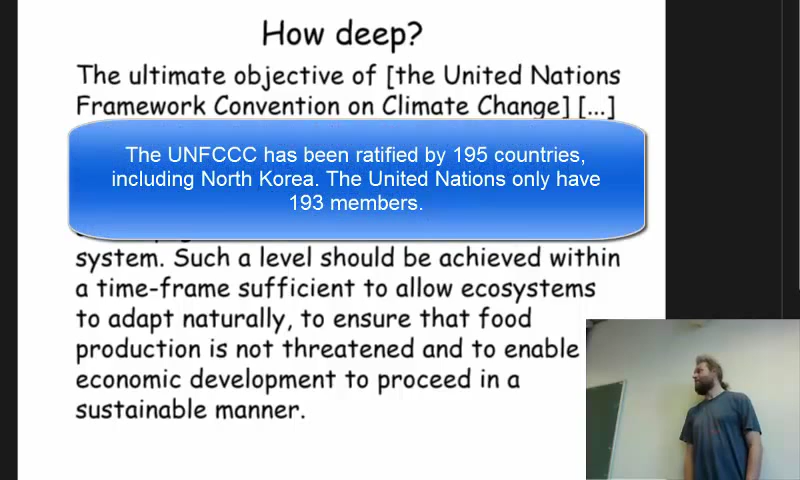 How deep?
The ultimate objective of [the United Nations
Framework Convention on Climate Change] [...]
The UNFCCC has been ratified by 195 countries,
including North Korea. The United Nations only have
193 members.
system. Such a level should be achieved within
a time-frame sufficient to allow ecosystems
to adapt naturally, to ensure that food
production is not threatened and to enable
economic development to proceed in a
sustainable manner.